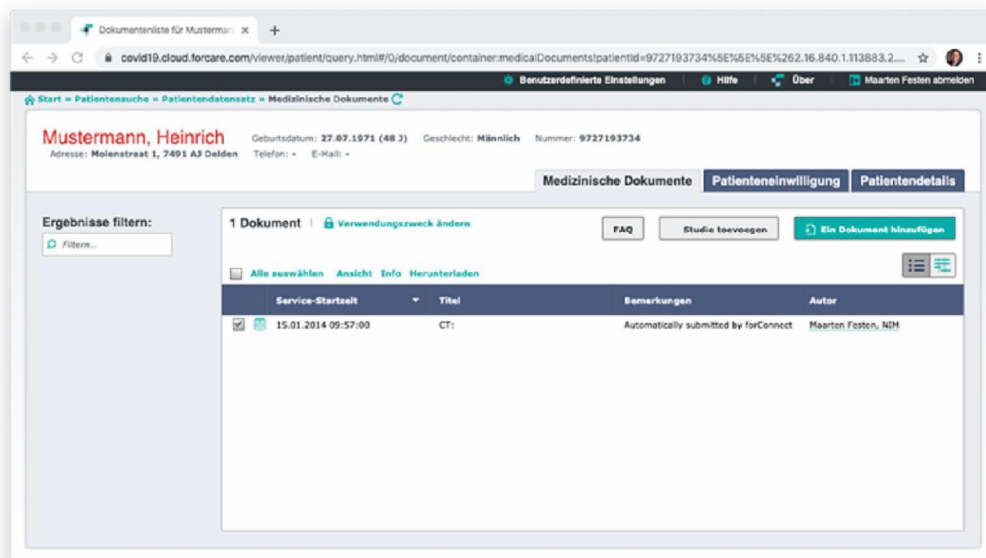 Dokumentenliste für Musterman
covid19.cloud.forcare.com/viewer/patient/query.html#/0/document/container:medicalDocuments!patientId=9727193734%5E%5E%5E%262.16.840.1.113883.2....
Benutzerdefinierte Einstellungen Hilfe Über Maarten Festen abmelden
Start » Patientensuche » Patientendatensatz » Medizinische Dokumente
Mustermann, Heinrich Geburtsdatum: 27.07.1971 (48 J) Geschlecht: Männlich Nummer: 9727193734
Adresse: Molenstraat 1, 7491 AJ Delden Telefon: - E-Mail: -
Medizinische Dokumente Patienteneinwilligung Patientendetails
Ergebnisse filtern: 1 Dokument Verwendungszweck ändern FAQ Studie toevoegen Ein Dokument hinzufügen
Filtern...
Alle auswählen Ansicht Info Herunterladen
Service-Startzeit Titel Bemerkungen Autor
15.01.2014 09:57:00 CT: Automatically submitted by forConnect Maarten Festen, NIM